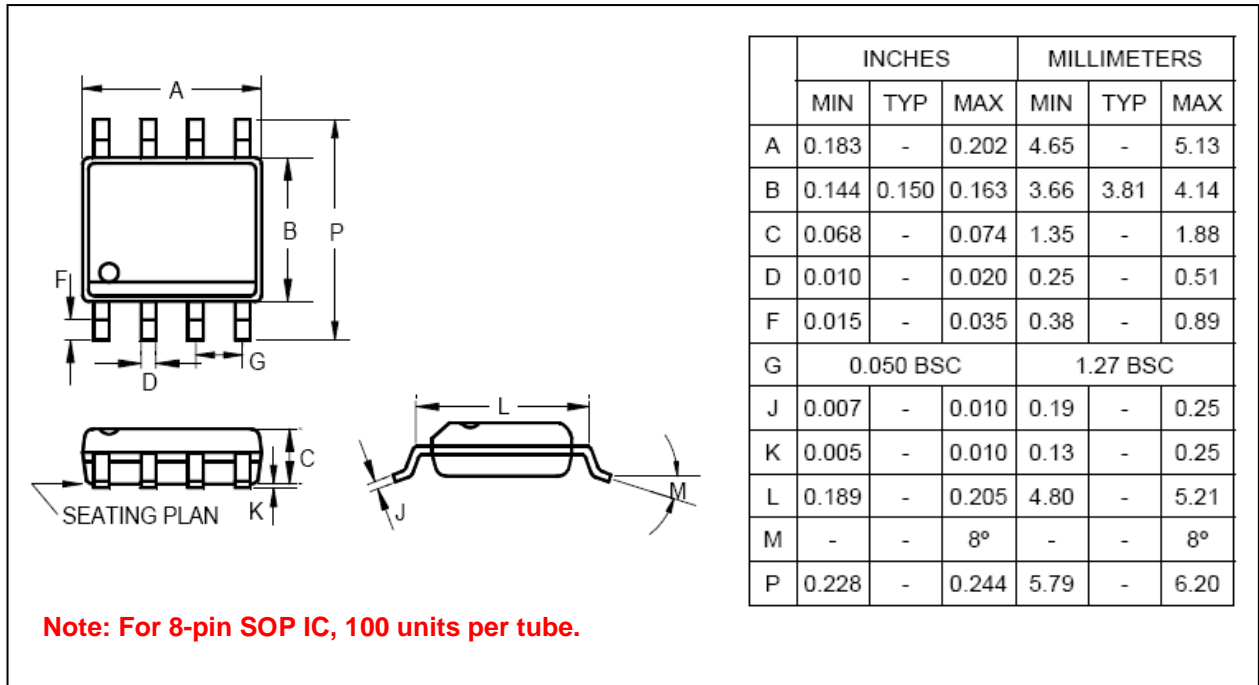 A
B
P
F
D
G
C
K
SEATING PLAN
L
J
M
INCHES MILLIMETERS
MIN TYP MAX MIN TYP MAX
A 0.183 - 0.202 4.65 - 5.13
B 0.144 0.150 0.163 3.66 3.81 4.14
C 0.068 - 0.074 1.35 - 1.88
D 0.010 - 0.020 0.25 - 0.51
F 0.015 - 0.035 0.38 - 0.89
G 0.050 BSC 1.27 BSC
J 0.007 - 0.010 0.19 - 0.25
K 0.005 - 0.010 0.13 - 0.25
L 0.189 - 0.205 4.80 - 5.21
M - - 8º - - 8º
P 0.228 - 0.244 5.79 - 6.20
Note: For 8-pin SOP IC, 100 units per tube.